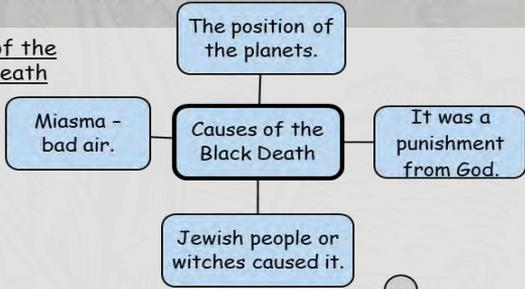 The position of
the planets.
of the
eath
Miasma –
bad air.
Causes of the
Black Death
It was a
punishment
from God.
Jewish people or
witches caused it.